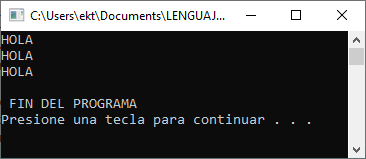 C:\Users\ekt\Documents\LENGUAJ...
HOLA
HOLA
HOLA
FIN DEL PROGRAMA
Presione una tecla para continuar . . .